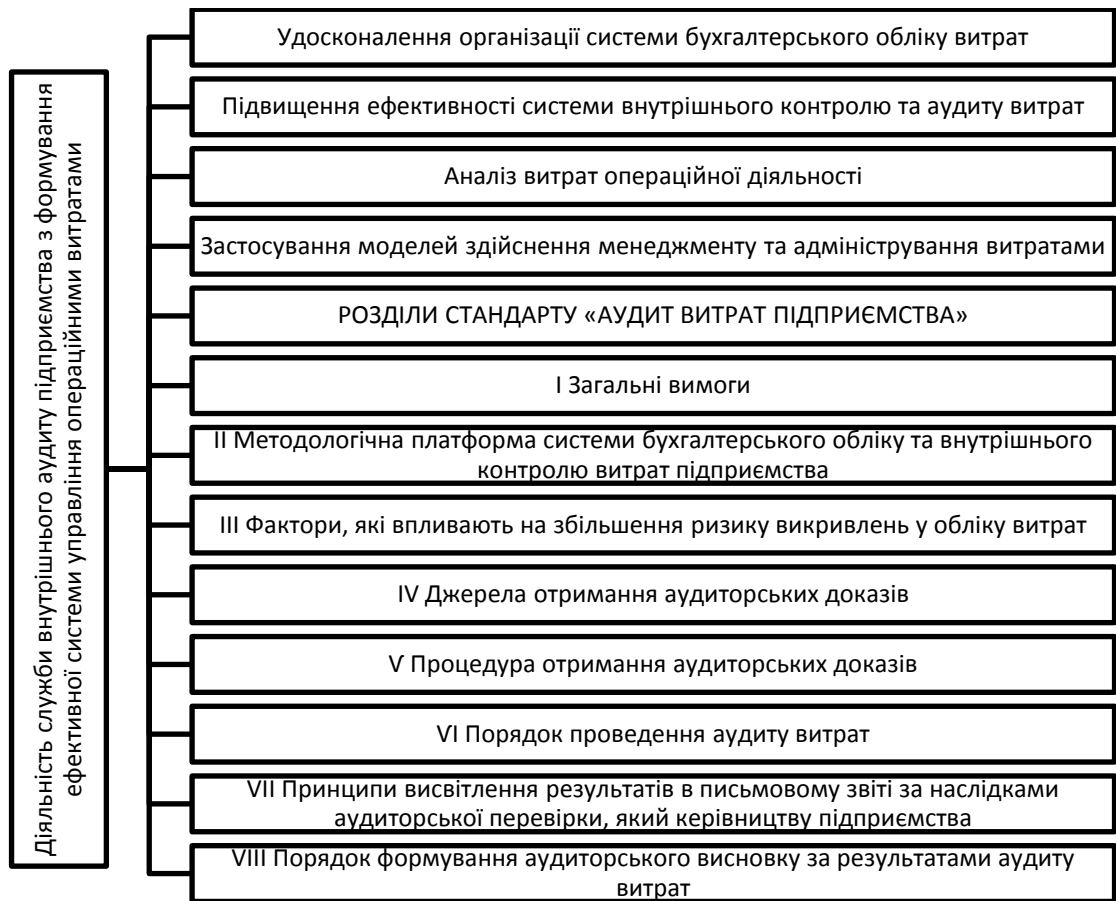 Діяльність служби внутрішнього аудиту підприємства з формування
ефективної системи управління операційними витратами
Удосконалення організації системи бухгалтерського обліку витрат
Підвищення ефективності системи внутрішнього контролю та аудиту витрат
Аналіз витрат операційної діяльності
Застосування моделей здійснення менеджменту та адміністрування витратами
РОЗДІЛИ СТАНДАРТУ «АУДИТ ВИТРАТ ПІДПРИЄМСТВА»
І Загальні вимоги
ІІ Методологічна платформа системи бухгалтерського обліку та внутрішнього
контролю витрат підприємства
ІІІ Фактори, які впливають на збільшення ризику викривлень у обліку витрат
IV Джерела отримання аудиторських доказів
Ѵ Процедура отримання аудиторських доказів
ѴІ Порядок проведення аудиту витрат
VII Принципи висвітлення результатів в письмовому звіті за наслідками
аудиторської перевірки, який керівництву підприємства
VIII Порядок формування аудиторського висновку за результатами аудиту
витрат